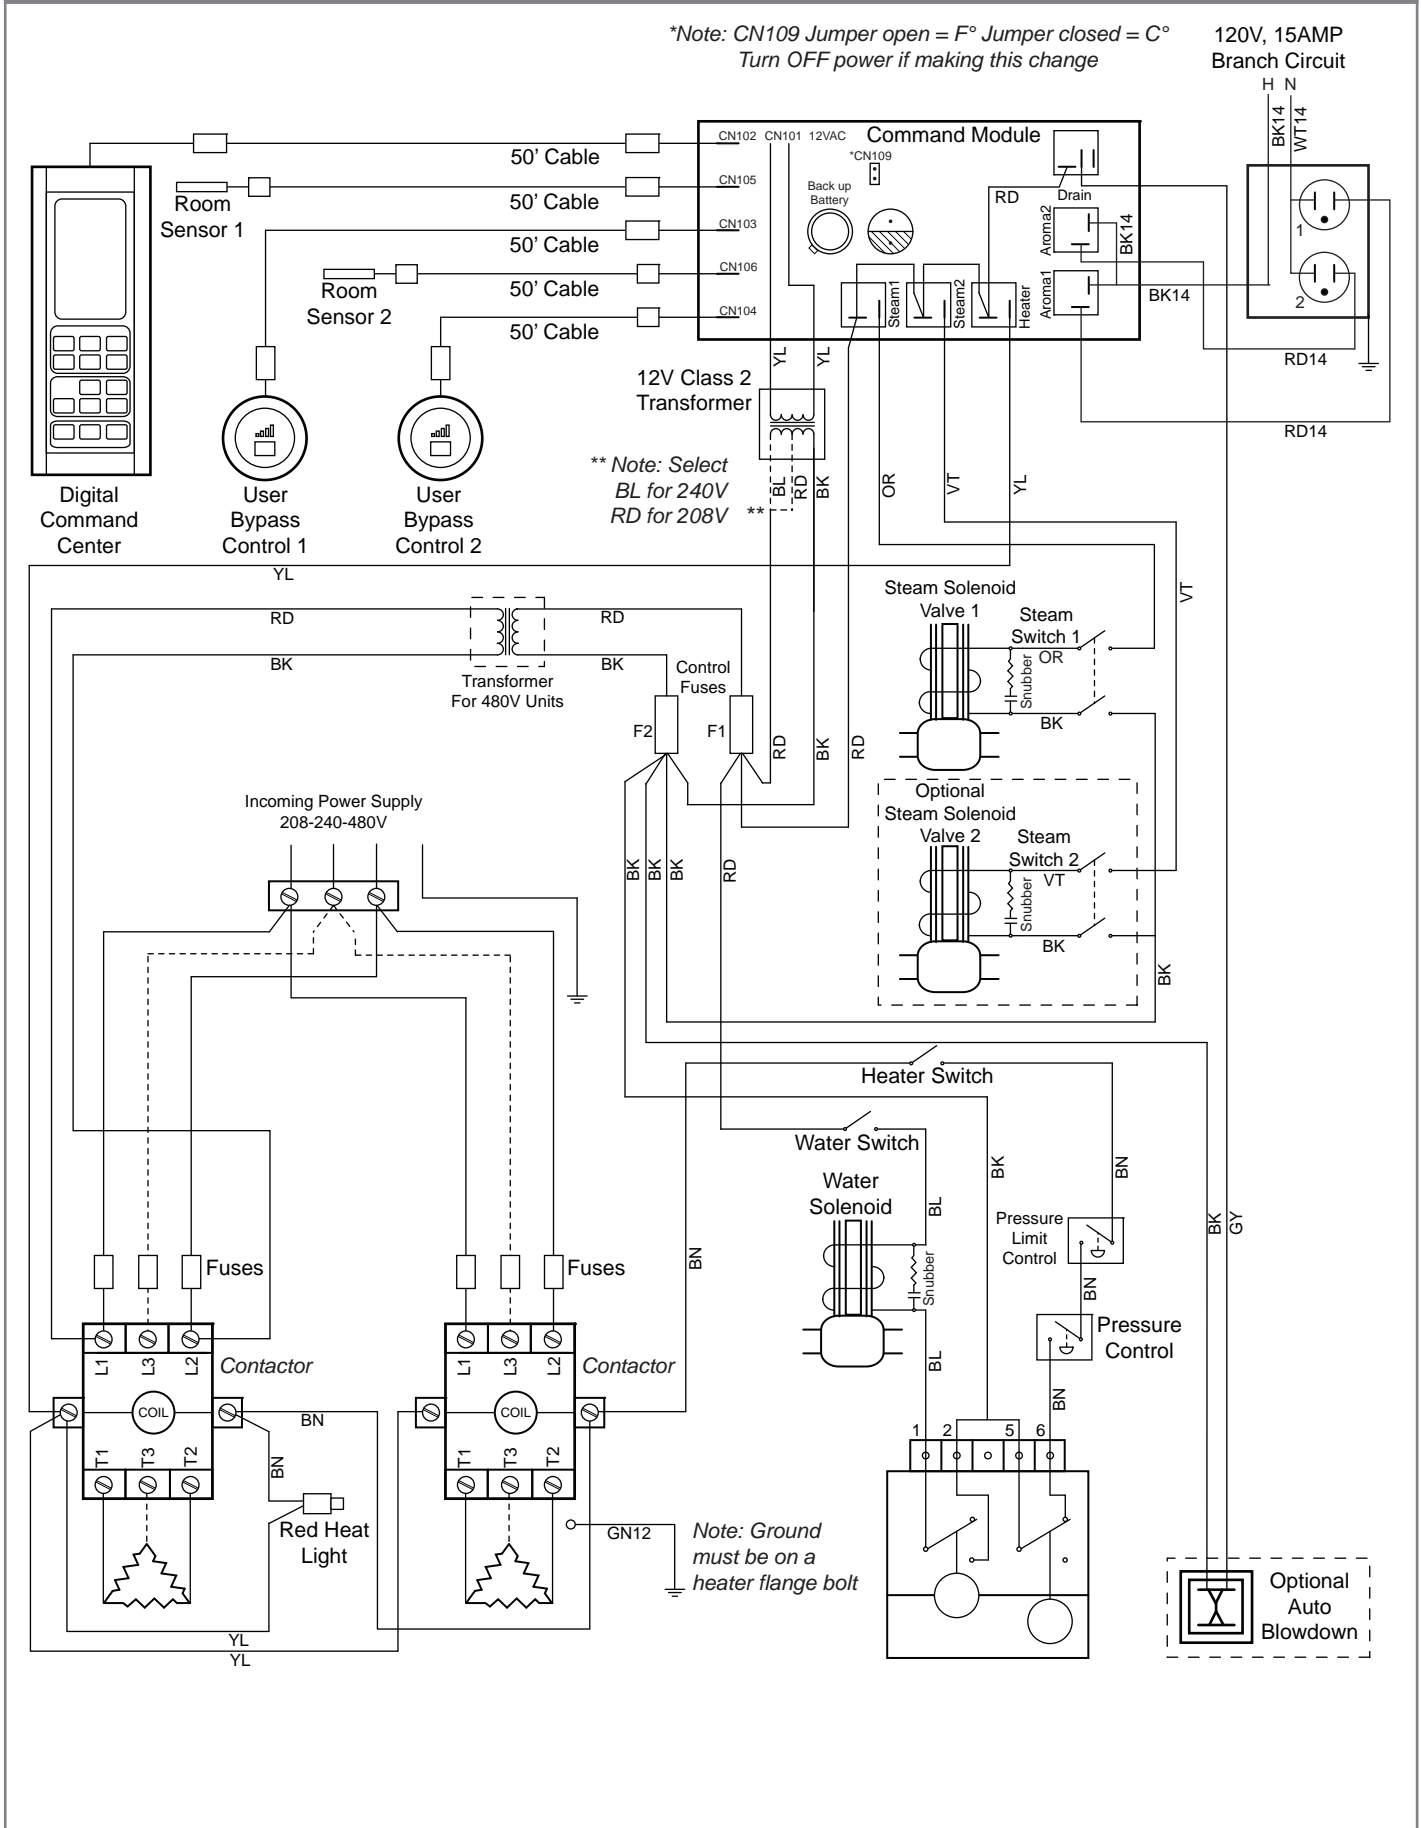 *Note: CN109 Jumper open = F° Jumper closed = C°
Turn OFF power if making this change
120V, 15AMP
Branch Circuit
H N
BK14
WT14
CN102 CN101 12VAC
Command Module
*CN109
50' Cable
CN105
Back up
Battery
RD
Drain
Room
Sensor 1
50' Cable
CN103
Aroma2
BK14
1
50' Cable
CN106
Room
Sensor 2
50' Cable
CN104
Steam1
Steam2
Heater
Aroma1
BK14
2
50' Cable
YL
YL
RD14
12V Class 2
Transformer
RD14
** Note: Select
BL for 240V
RD for 208V
**
BL
RD
BK
OR
VT
YL
Digital
Command
Center
User
Bypass
Control 1
User
Bypass
Control 2
YL
VT
RD
RD
BK
BK
Transformer
For 480V Units
Control
Fuses
F2
F1
RD
BK
RD
Steam Solenoid
Valve 1
Steam
Switch 1
OR
Snubber
BK
Optional
Steam Solenoid
Valve 2
Steam
Switch 2
VT
Snubber
BK
BK
Incoming Power Supply
208-240-480V
BK
BK
BK
RD
Heater Switch
Water Switch
BK
BN
Water
Solenoid
BL
Snubber
BL
Pressure
Limit
Control
BN
Pressure
Control
BN
BK
GY
BN
Fuses
Fuses
L1
L3
L2
Contactor
L1
L3
L2
Contactor
COIL
BN
COIL
T1
T3
T2
BN
T1
T3
T2
1
2
5
6
Red Heat
Light
GN12
Note: Ground
must be on a
heater flange bolt
Optional
Auto
Blowdown
YL
YL